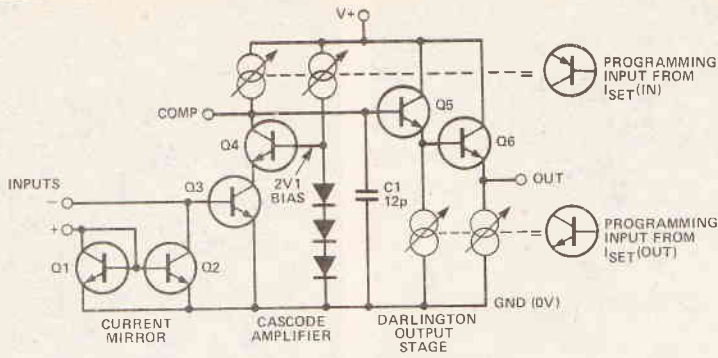 V+
PROGRAMMING
INPUT FROM
ISET(IN)
COMP
Q5
Q4
Q6
2V1
BIAS
INPUTS
−
Q3
C1
12p
OUT
+
PROGRAMMING
INPUT FROM
ISET(OUT)
Q1
Q2
GND (0V)
CURRENT
MIRROR
CASCODE
AMPLIFIER
DARLINGTON
OUTPUT
STAGE